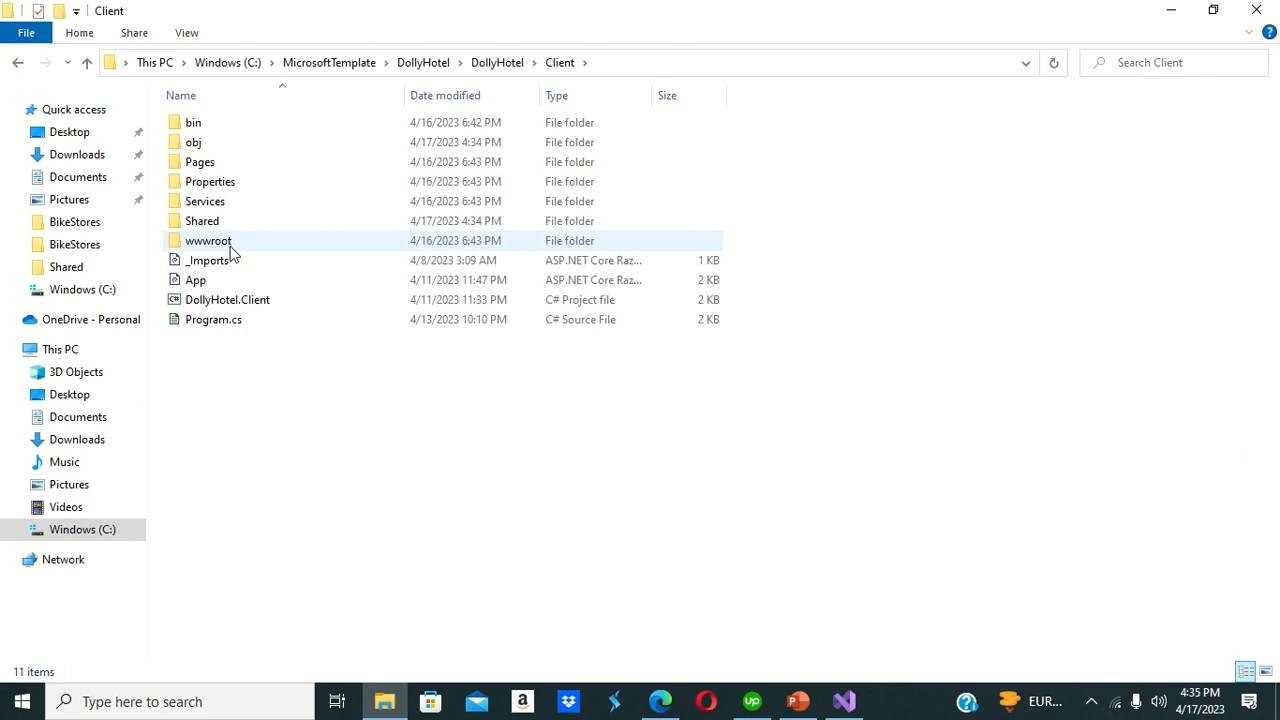 Client
File Home Share View
This PC Windows (C:) MicrosoftTemplate DollyHotel DollyHotel Client Search Client
Name Date modified Type Size
Quick access
Desktop
Downloads
Documents
Pictures
BikeStores
BikeStores
Shared
Windows (C:)
OneDrive - Personal
This PC
3D Objects
Desktop
Documents
Downloads
Music
Pictures
Videos
Windows (C:)
Network
bin 4/16/2023 6:42 PM File folder
obj 4/17/2023 4:34 PM File folder
Pages 4/16/2023 6:43 PM File folder
Properties 4/16/2023 6:43 PM File folder
Services 4/16/2023 6:43 PM File folder
Shared 4/17/2023 4:34 PM File folder
wwwroot 4/16/2023 6:43 PM File folder
_Imports 4/8/2023 3:09 AM ASP.NET Core Raz... 1 KB
App 4/11/2023 11:47 PM ASP.NET Core Raz... 2 KB
DollyHotel.Client 4/11/2023 11:33 PM C# Project file 2 KB
Program.cs 4/13/2023 10:10 PM C# Source File 2 KB
11 items
Type here to search EUR... 4:35 PM
4/17/2023